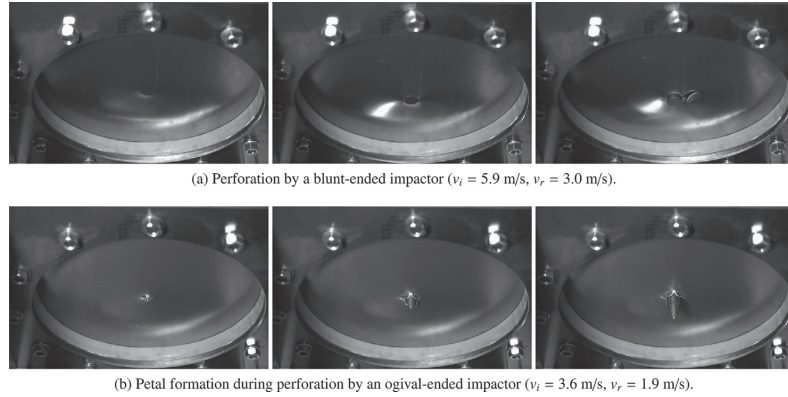 (a) Perforation by a blunt-ended impactor (vᵢ = 5.9 m/s, vᵣ = 3.0 m/s).
(b) Petal formation during perforation by an ogival-ended impactor (vᵢ = 3.6 m/s, vᵣ = 1.9 m/s).